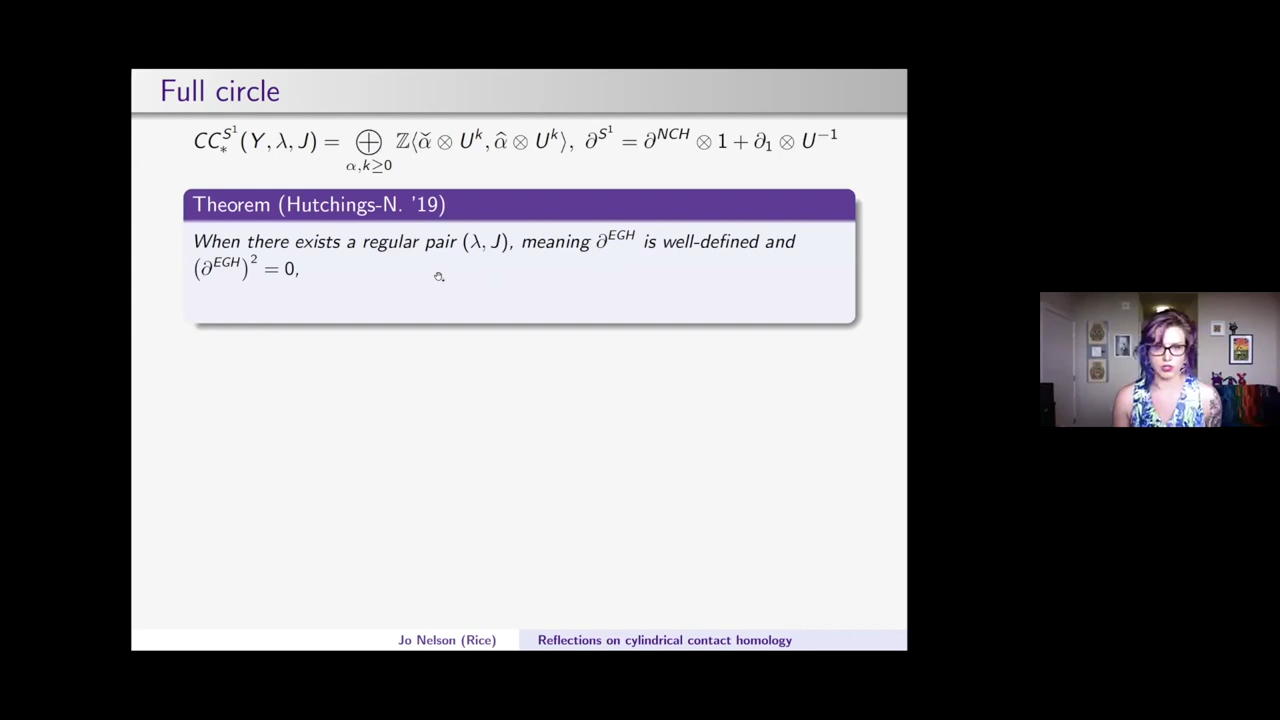 Full circle
CC_*^{S^1}(Y, λ, J) = ⊕_{α,k≥0} ℤ⟨α̌ ⊗ U^k, α̂ ⊗ U^k⟩, ∂^{S^1} = ∂^{NCH} ⊗ 1 + ∂_1 ⊗ U^{-1}
Theorem (Hutchings-N. '19)
When there exists a regular pair (λ, J), meaning ∂^{EGH} is well-defined and
(∂^{EGH})^2 = 0,
Jo Nelson (Rice) Reflections on cylindrical contact homology